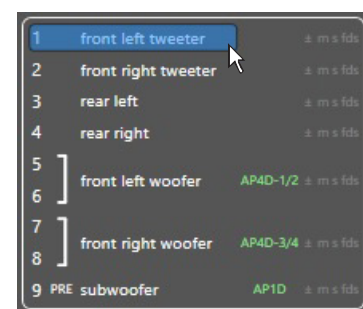 1 front left tweeter ± m s fds
2 front right tweeter ± m s fds
3 rear left ± m s fds
4 rear right ± m s fds
5
front left woofer AP4D-1/2 ± m s fds
6
7
front right woofer AP4D-3/4 ± m s fds
8
9 PRE subwoofer AP1D ± m s fds